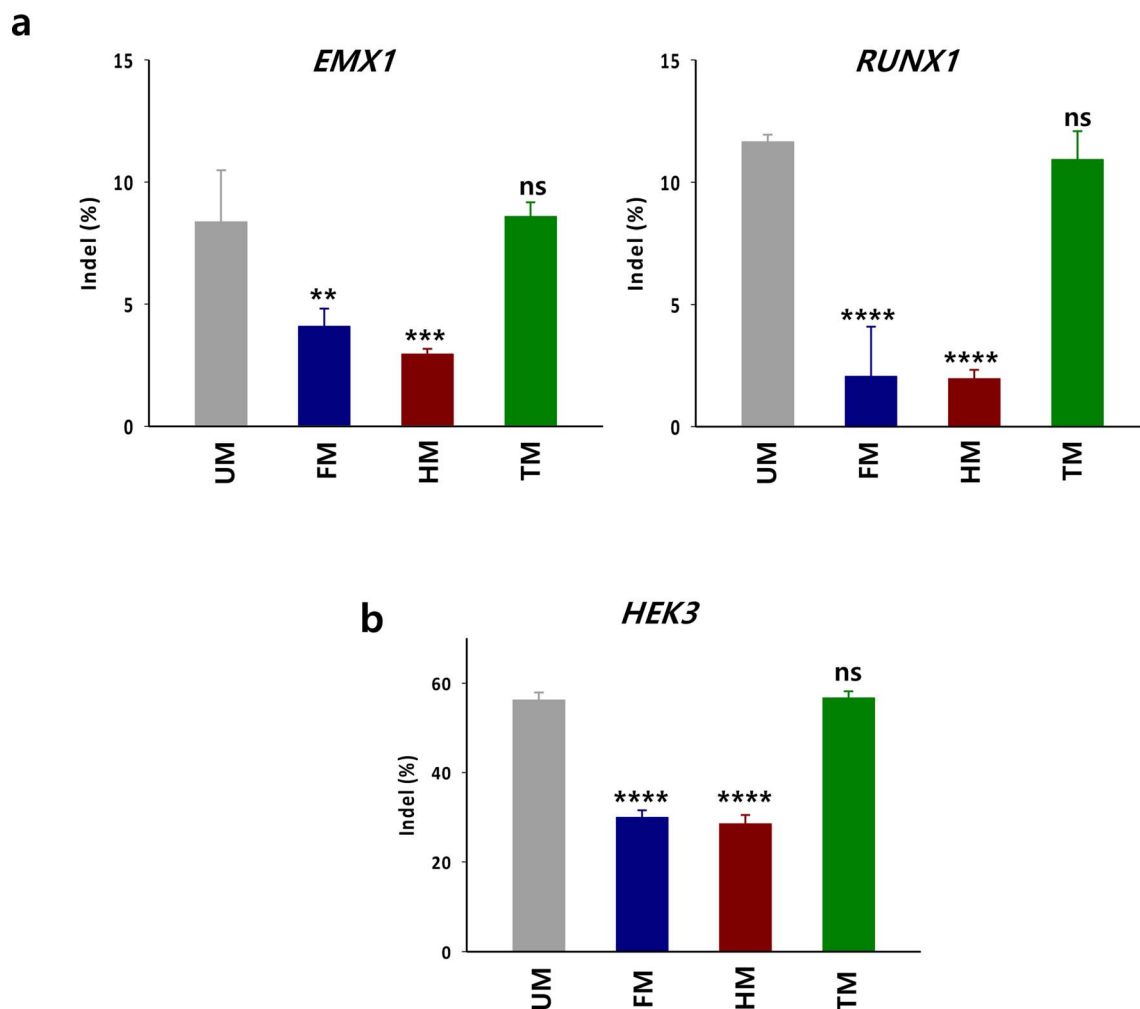 a
EMX1
RUNX1
15
10
5
0
Indel (%)
**
***
ns
UM
FM
HM
TM
15
10
5
0
Indel (%)
****
****
ns
UM
FM
HM
TM
b
HEK3
60
40
20
0
Indel (%)
****
****
ns
UM
FM
HM
TM